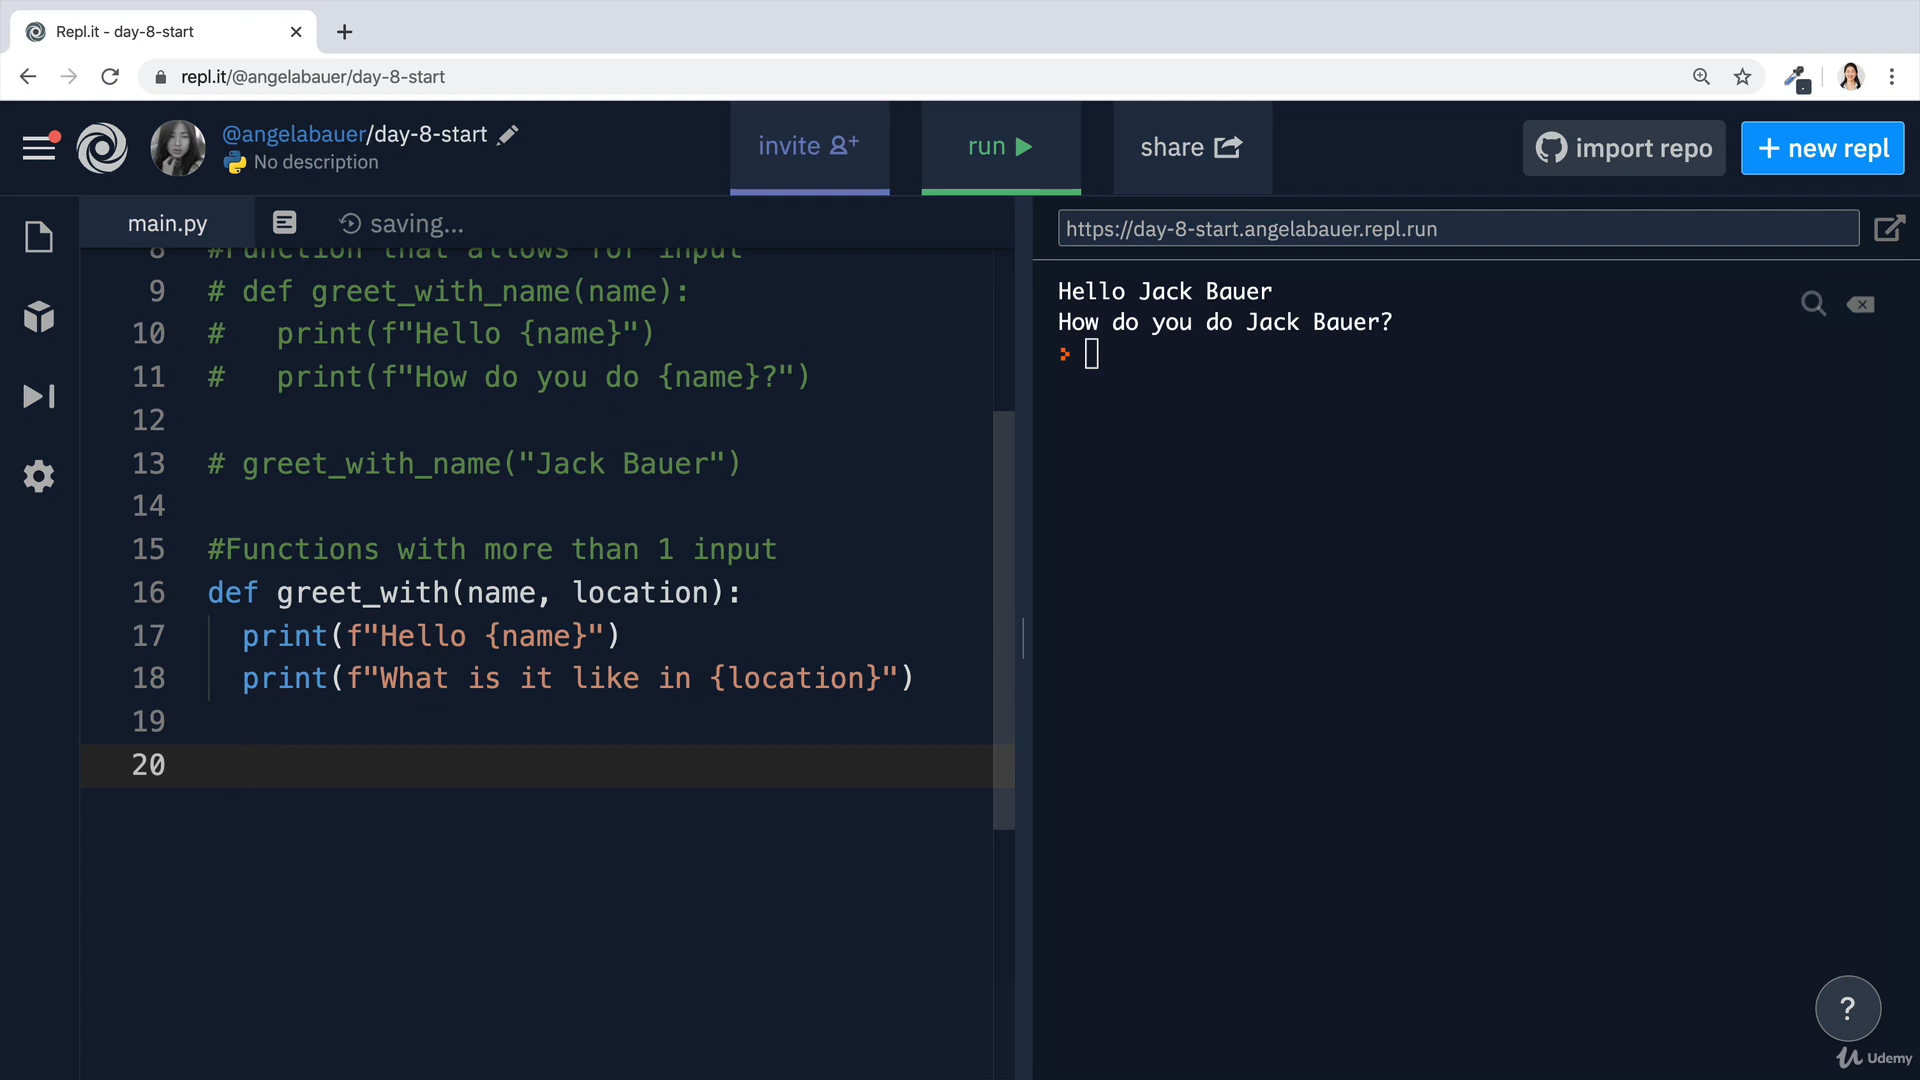 Repl.it - day-8-start
repl.it/@angelabauer/day-8-start
@angelabauer/day-8-start
No description
invite
run
share
import repo
+ new repl
main.py
saving...
https://day-8-start.angelabauer.repl.run
8 #Function that allows for input
9 # def greet_with_name(name):
10 #   print(f"Hello {name}")
11 #   print(f"How do you do {name}?")
12
13 # greet_with_name("Jack Bauer")
14
15 #Functions with more than 1 input
16 def greet_with(name, location):
17   print(f"Hello {name}")
18   print(f"What is it like in {location}")
19
20
Hello Jack Bauer
How do you do Jack Bauer?
?
Udemy